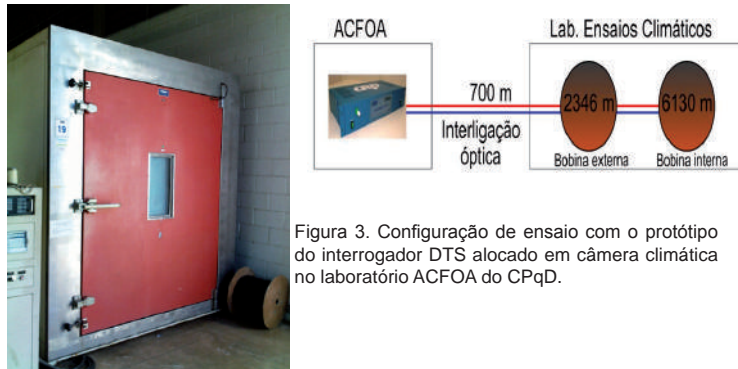 ACFOA
Lab. Ensaios Climáticos
700 m
Interligação
óptica
2346 m
6130 m
Bobina externa
Bobina interna
19
Figura 3. Configuração de ensaio com o protótipo
do interrogador DTS alocado em câmera climática
no laboratório ACFOA do CPqD.